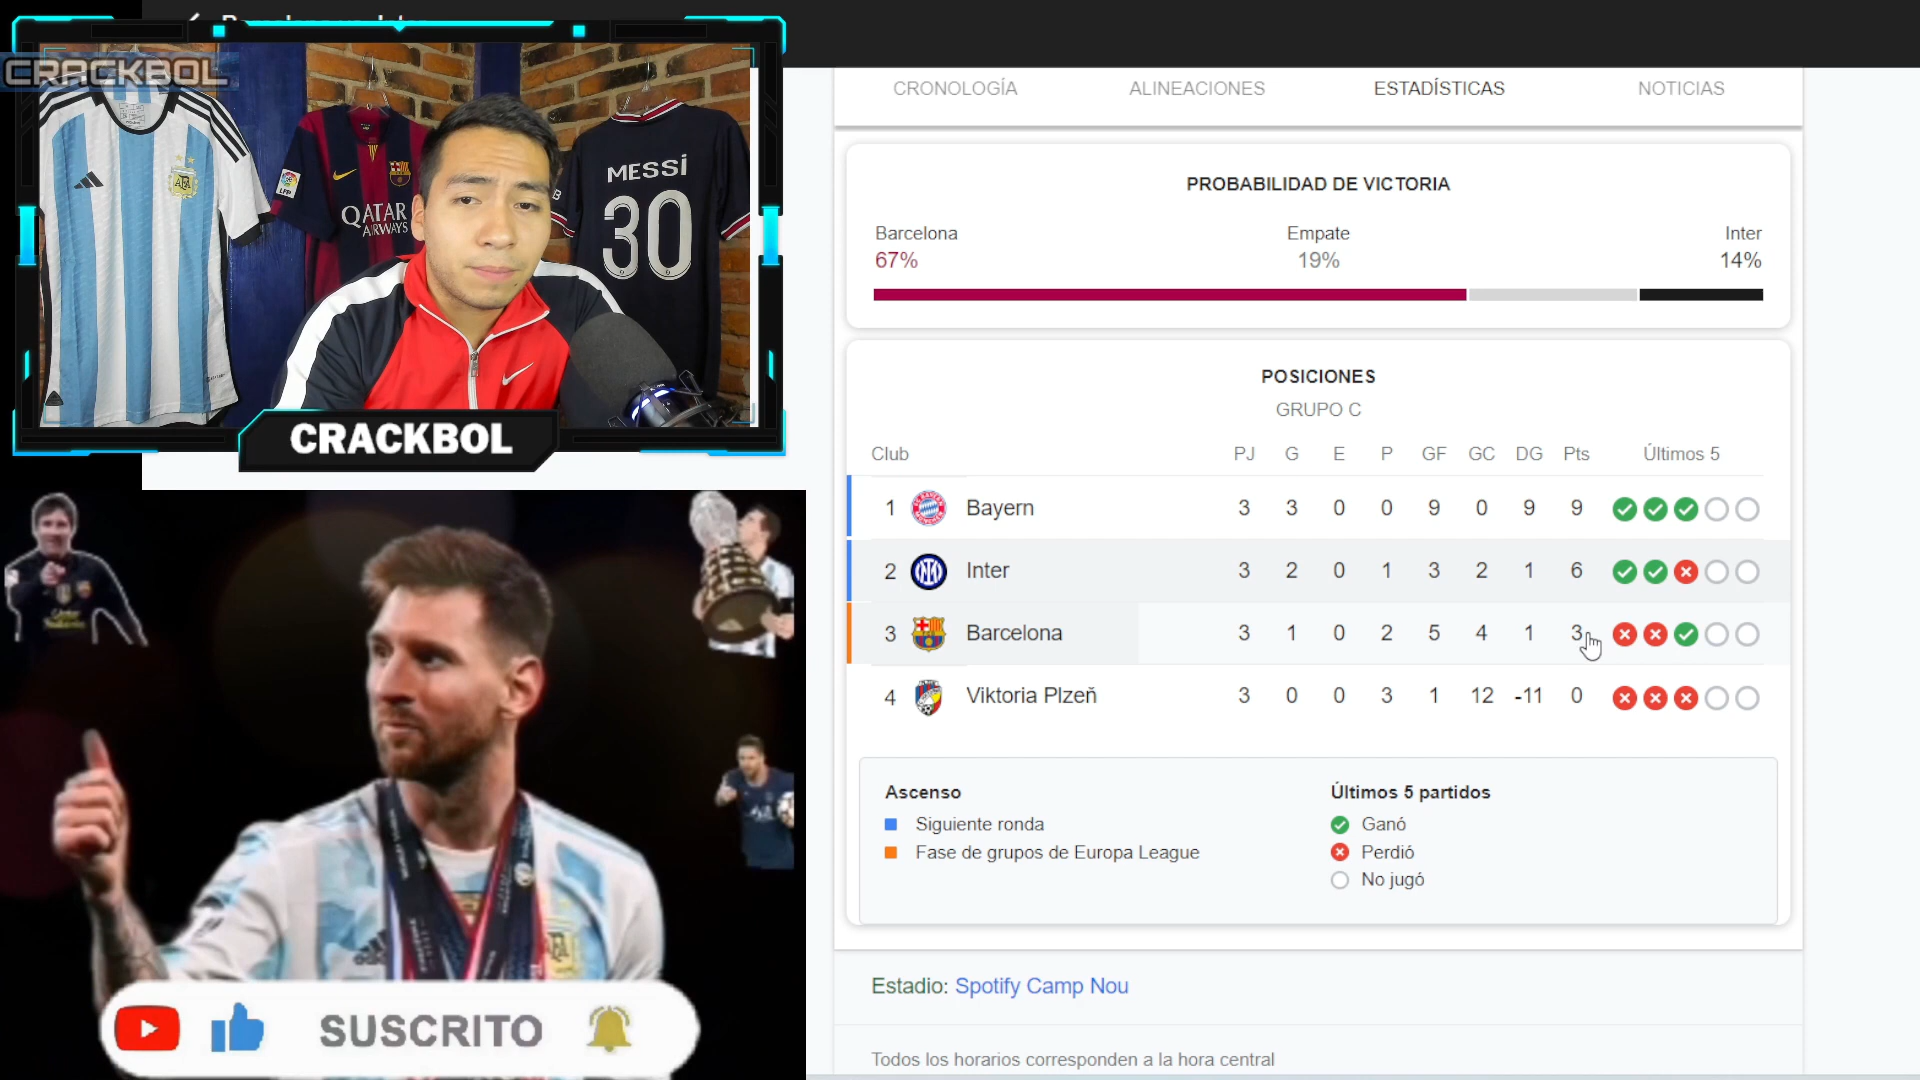 CRACKBOL
QATAR
AIRWAYS
MESSI
30
CRACKBOL
SUSCRITO
CRONOLOGÍA ALINEACIONES ESTADÍSTICAS NOTICIAS
PROBABILIDAD DE VICTORIA
Barcelona Empate Inter
67% 19% 14%
POSICIONES
GRUPO C
Club PJ G E P GF GC DG Pts Últimos 5
1 Bayern 3 3 0 0 9 0 9 9
2 Inter 3 2 0 1 3 2 1 6
3 Barcelona 3 1 0 2 5 4 1 3
4 Viktoria Plzeň 3 0 0 3 1 12 -11 0
Ascenso
Siguiente ronda
Fase de grupos de Europa League
Últimos 5 partidos
Ganó
Perdió
No jugó
Estadio: Spotify Camp Nou
Todos los horarios corresponden a la hora central